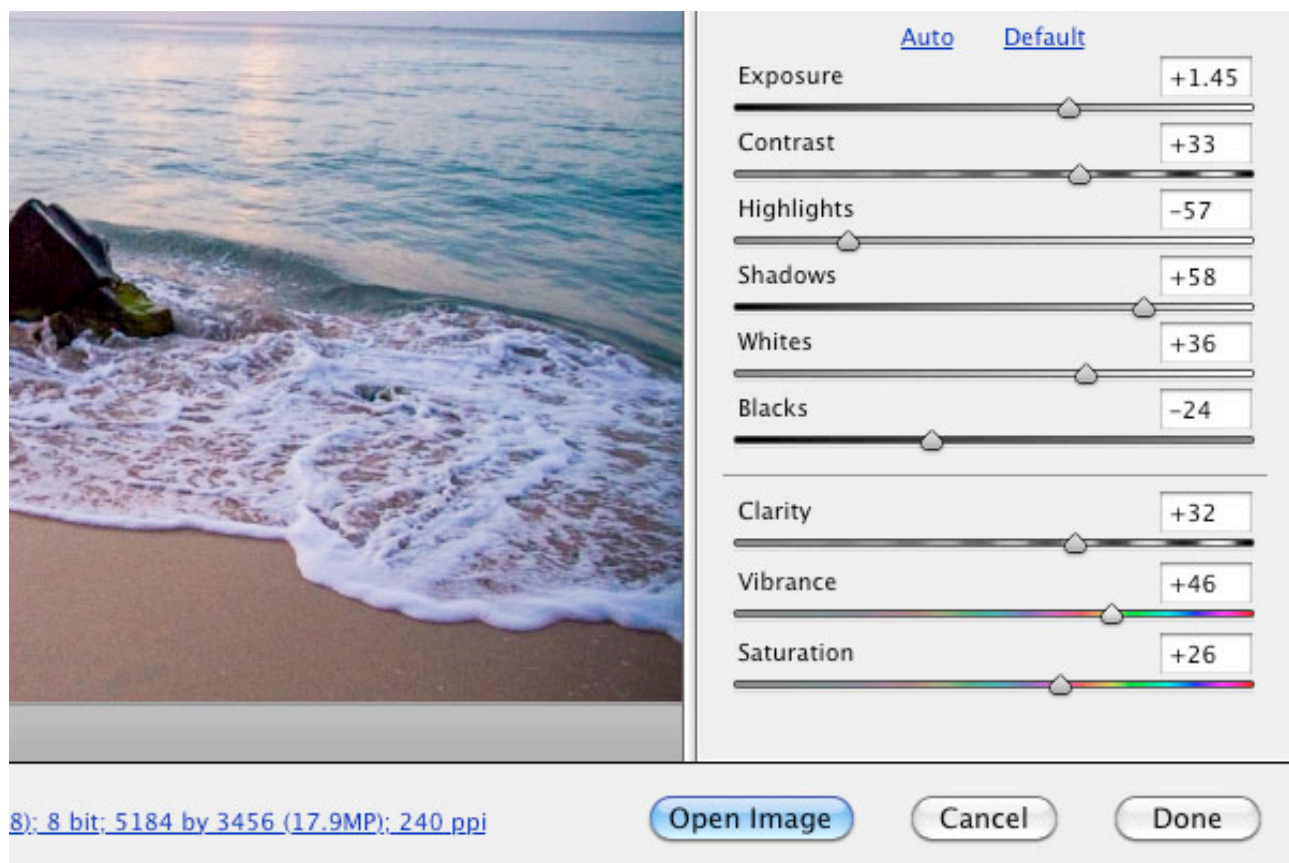 Auto Default
Exposure +1.45
Contrast +33
Highlights -57
Shadows +58
Whites +36
Blacks -24
Clarity +32
Vibrance +46
Saturation +26
8); 8 bit; 5184 by 3456 (17.9MP); 240 ppi
Open Image Cancel Done